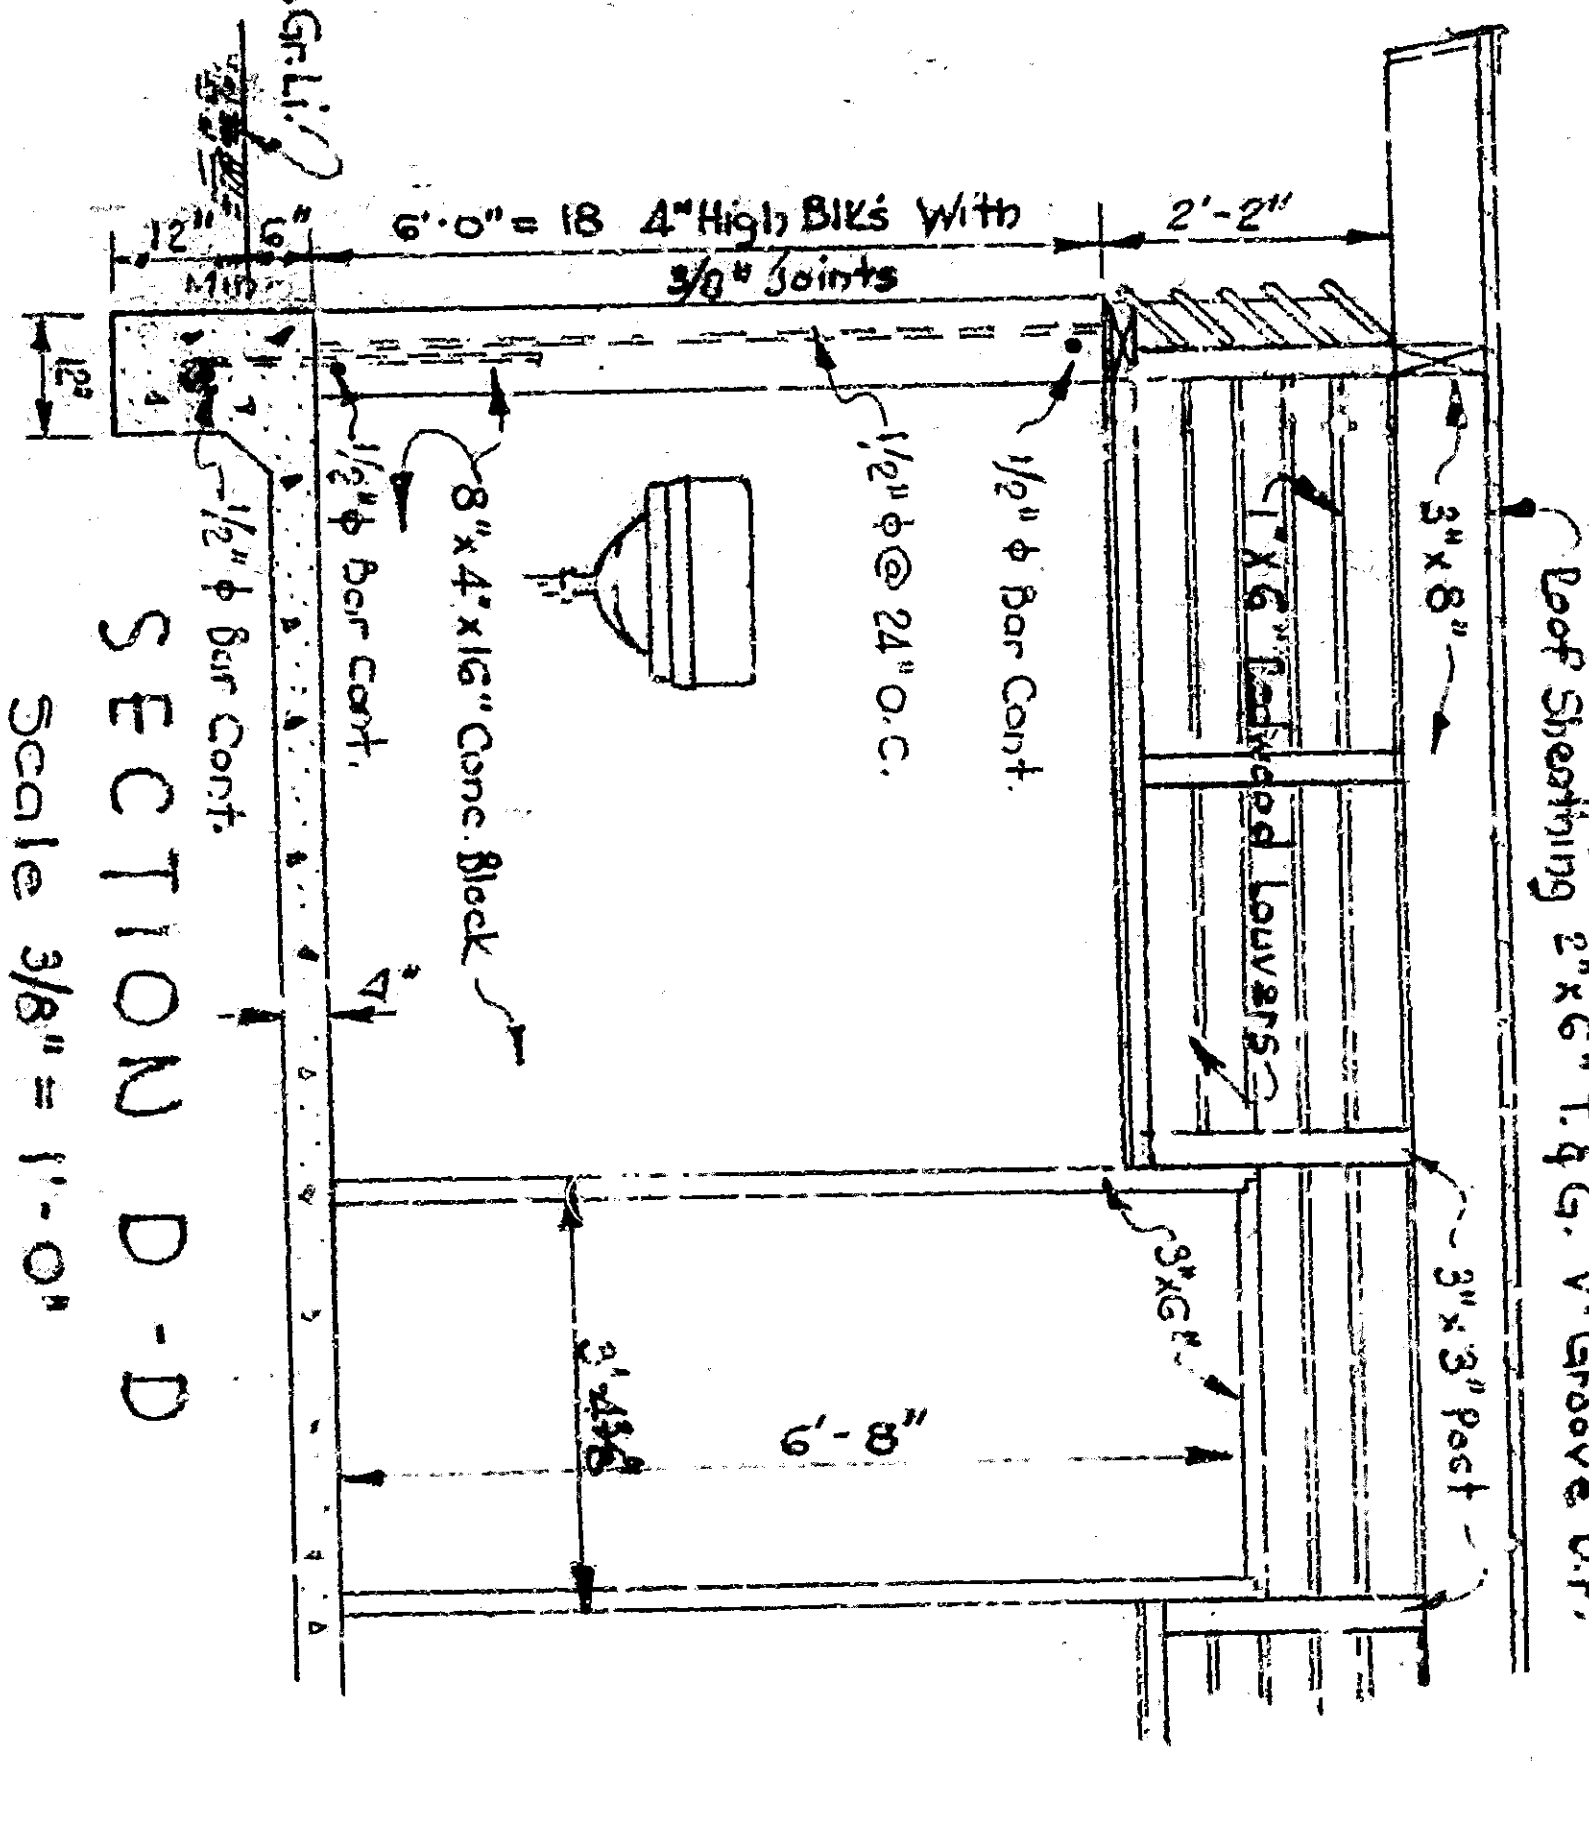 Roof Sheating 2" x 6" T. & G. V- Groove D.F.
3" x 8"
3" x 3" Post
1" x 6" Redwood Louvers
3" x 6"
2'-2"
6'-0" = 18 4" High Blks With
3/8" Joints
6"
12"
Min.
Gr. Li.
12"
1/2" ϕ Bar Cont.
1/2" ϕ @ 24" O.C.
8" x 4" x 16" Conc. Block
1/2" ϕ Bar Cont.
1/2" ϕ Bar Cont.
4"
6'-8"
SECTION D-D
Scale 3/8" = 1'-0"